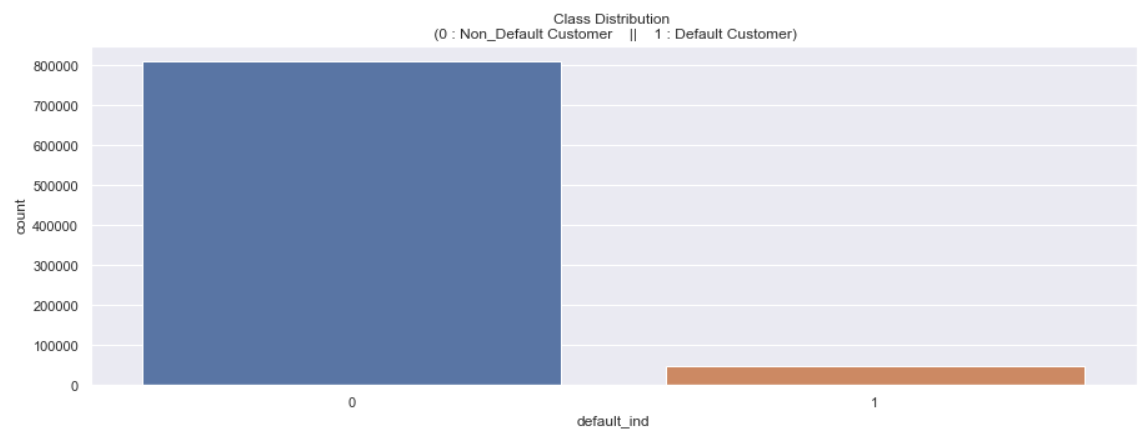 Class Distribution
(0 : Non_Default Customer || 1 : Default Customer)
800000
700000
600000
500000
400000
300000
200000
100000
0
count
0 1
default_ind